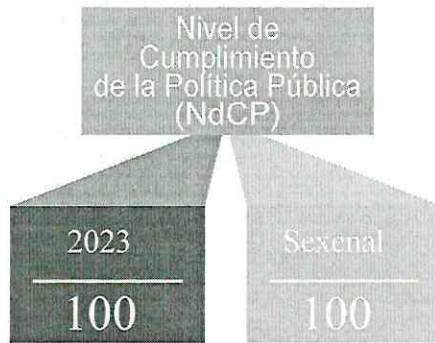 Nivel de
Cumplimiento
de la Política Pública
(NdCP)
2023
100
Sexenal
100